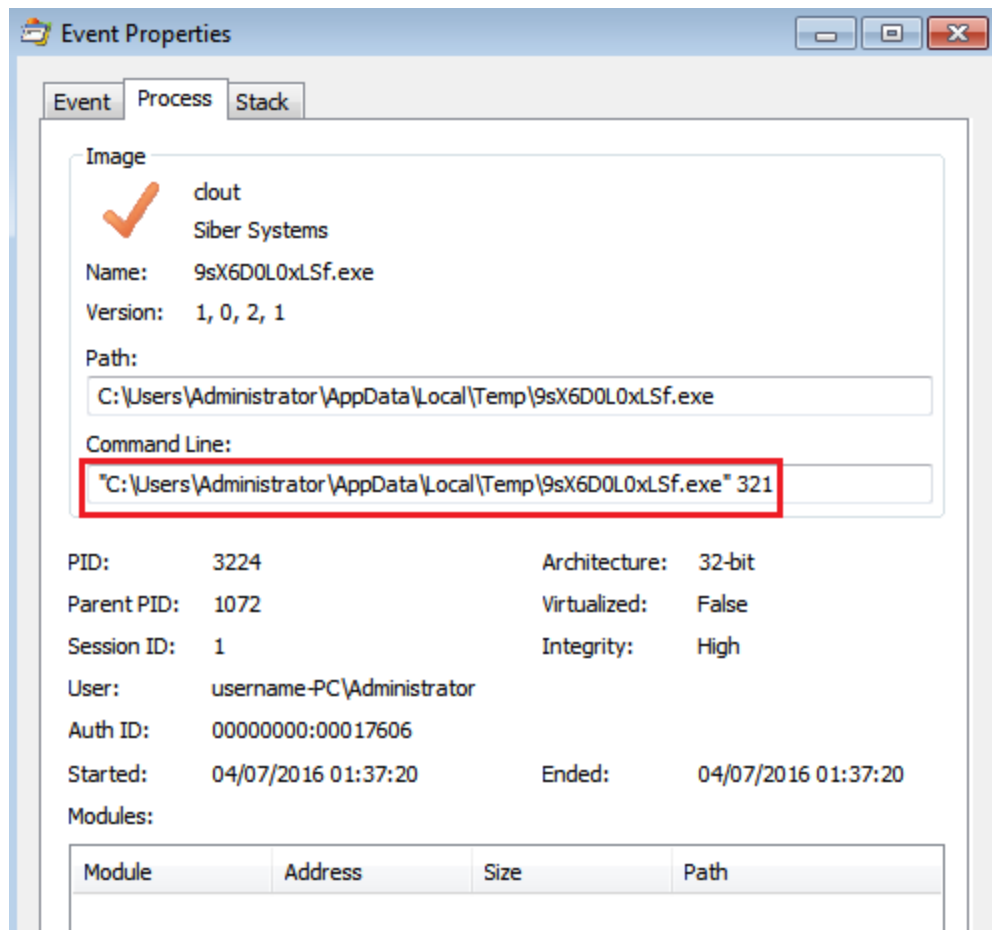 Event Properties
Event Process Stack
Image
clout
Siber Systems
Name: 9sX6D0L0xLSf.exe
Version: 1, 0, 2, 1
Path:
C:\Users\Administrator\AppData\Local\Temp\9sX6D0L0xLSf.exe
Command Line:
"C:\Users\Administrator\AppData\Local\Temp\9sX6D0L0xLSf.exe" 321
PID: 3224 Architecture: 32-bit
Parent PID: 1072 Virtualized: False
Session ID: 1 Integrity: High
User: username-PC\Administrator
Auth ID: 00000000:00017606
Started: 04/07/2016 01:37:20 Ended: 04/07/2016 01:37:20
Modules:
Module Address Size Path